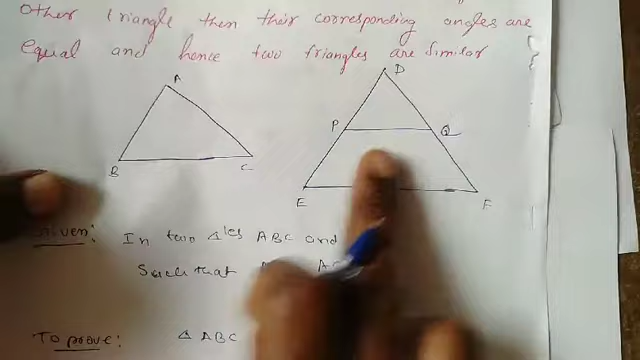 Other triangle then their corresponding angles are
equal and hence two triangles are similar
A
D
P
Q
B
C
E
F
Given: In two Δles ABC and
Such that
To prove: Δ ABC